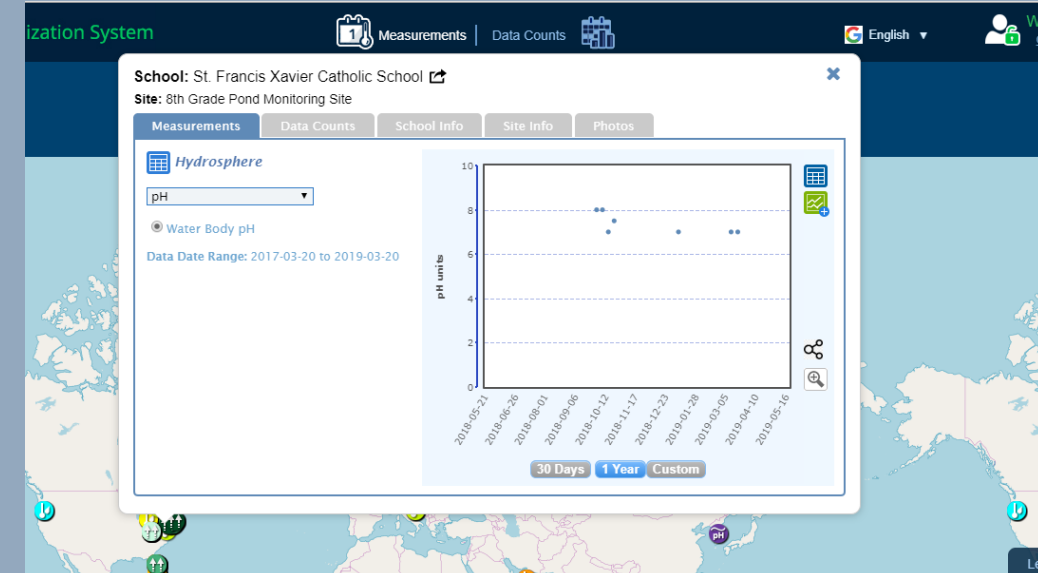 ization System
1 Measurements | Data Counts
G English ▼
School: St. Francis Xavier Catholic School
Site: 8th Grade Pond Monitoring Site
Measurements Data Counts School Info Site Info Photos
Hydrosphere
pH
Water Body pH
Data Date Range: 2017-03-20 to 2019-03-20
pH units
10
8
6
4
2
0
2018-05-21 2018-06-26 2018-08-01 2018-09-06 2018-10-12 2018-11-17 2018-12-23 2019-01-28 2019-03-05 2019-04-10 2019-05-16
30 Days 1 Year Custom
pH